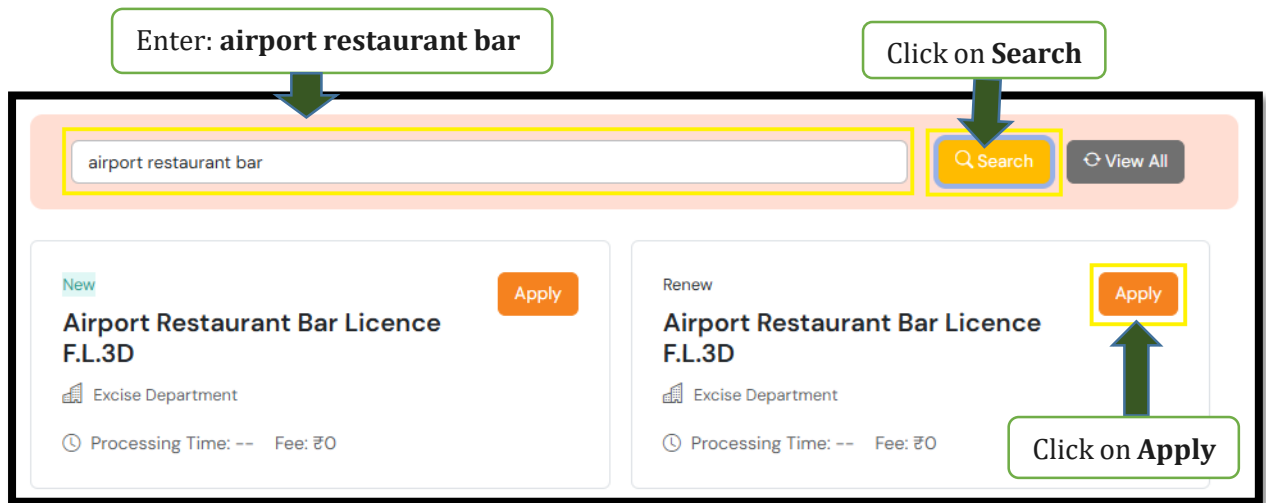 Enter: airport restaurant bar
Click on Search
airport restaurant bar
Search
View All
New
Apply
Airport Restaurant Bar Licence
F.L.3D
Excise Department
Processing Time: -- Fee: ₹0
Renew
Apply
Airport Restaurant Bar Licence
F.L.3D
Excise Department
Processing Time: -- Fee: ₹0
Click on Apply